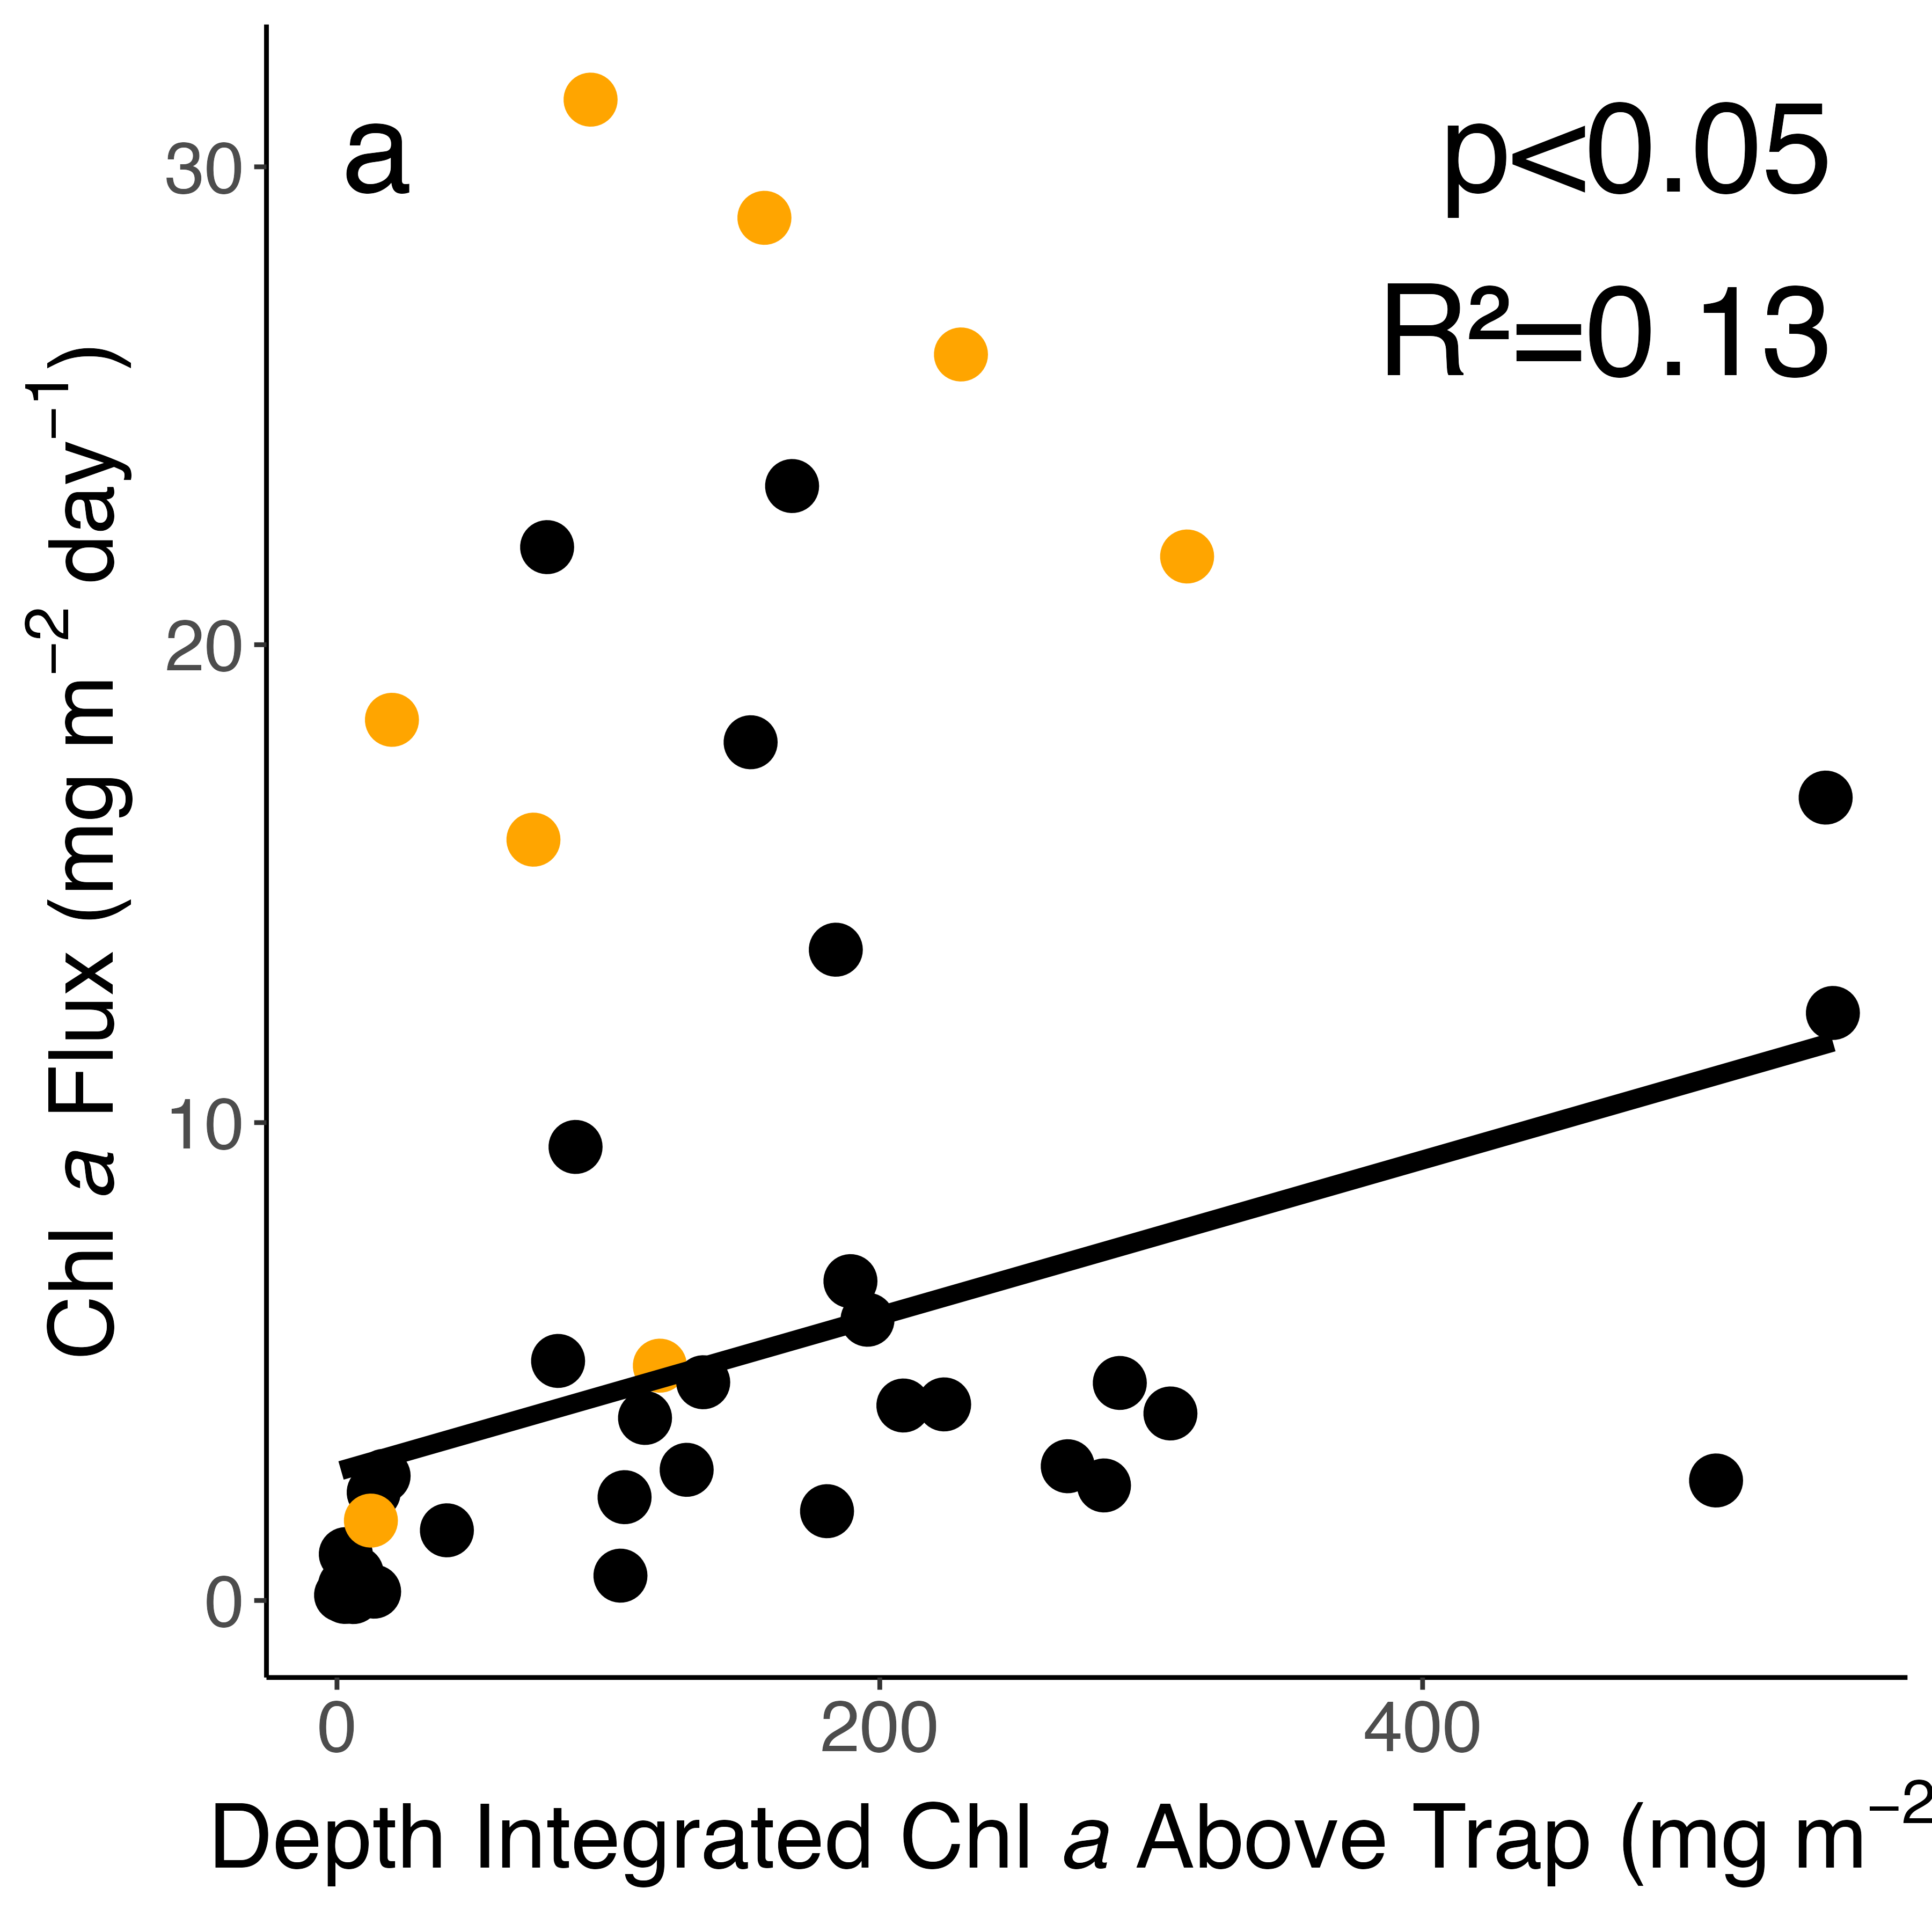 a
p<0.05
R²=0.13
Chl a Flux (mg m⁻² day⁻¹)
30
20
10
0
0 200 400
Depth Integrated Chl a Above Trap (mg m⁻²